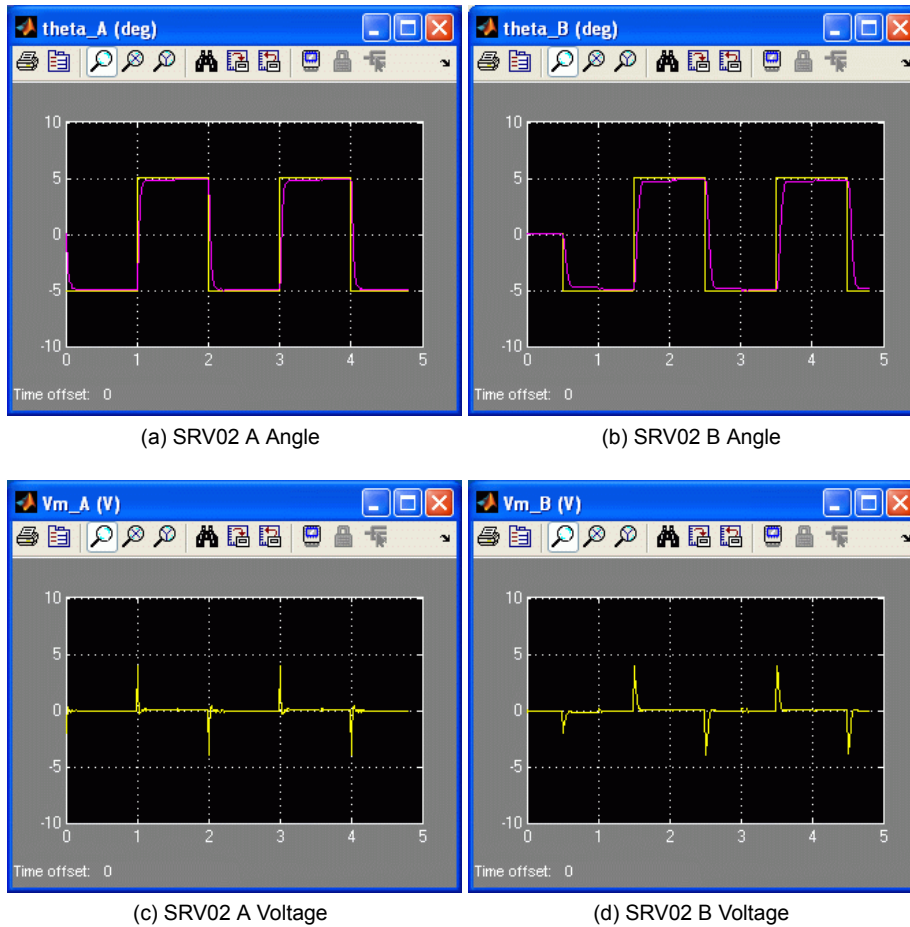 theta_A (deg)
10
5
0
-5
-10
0 1 2 3 4 5
Time offset: 0
(a) SRV02 A Angle
theta_B (deg)
10
5
0
-5
-10
0 1 2 3 4 5
Time offset: 0
(b) SRV02 B Angle
Vm_A (V)
10
5
0
-5
-10
0 1 2 3 4 5
Time offset: 0
(c) SRV02 A Voltage
Vm_B (V)
10
5
0
-5
-10
0 1 2 3 4 5
Time offset: 0
(d) SRV02 B Voltage